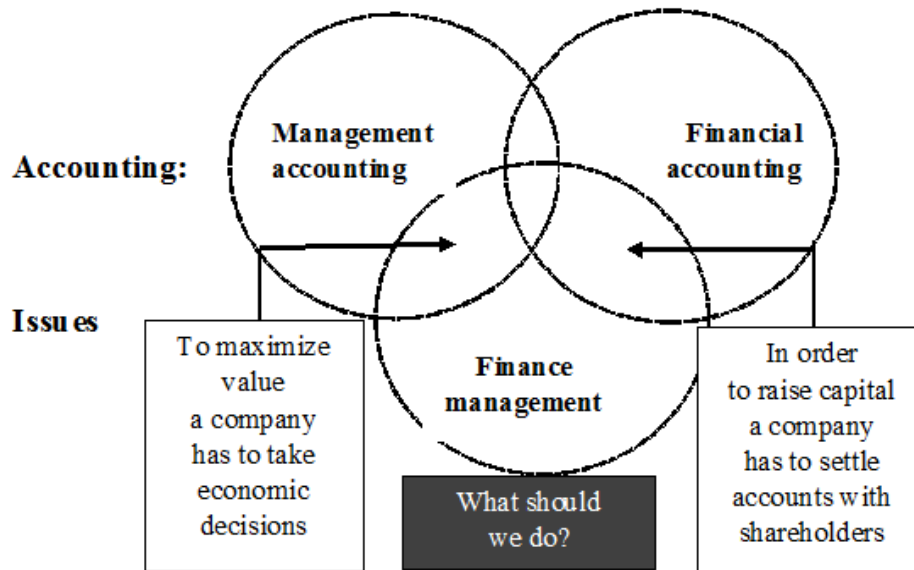 Management
accounting
Financial
accounting
Accounting:
Issues
To maximize
value
a company
has to take
economic
decisions
Finance
management
In order
to raise capital
a company
has to settle
accounts with
shareholders
What should
we do?